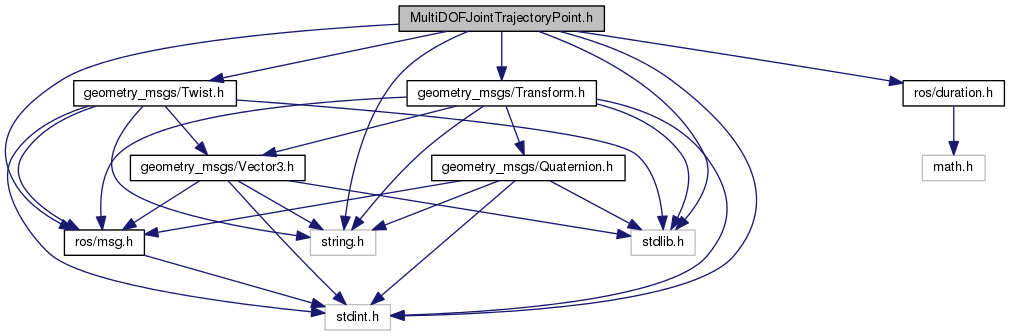 MultiDOFJointTrajectoryPoint.h
geometry_msgs/Twist.h
geometry_msgs/Transform.h
ros/duration.h
geometry_msgs/Vector3.h
geometry_msgs/Quaternion.h
math.h
ros/msg.h
string.h
stdlib.h
stdint.h